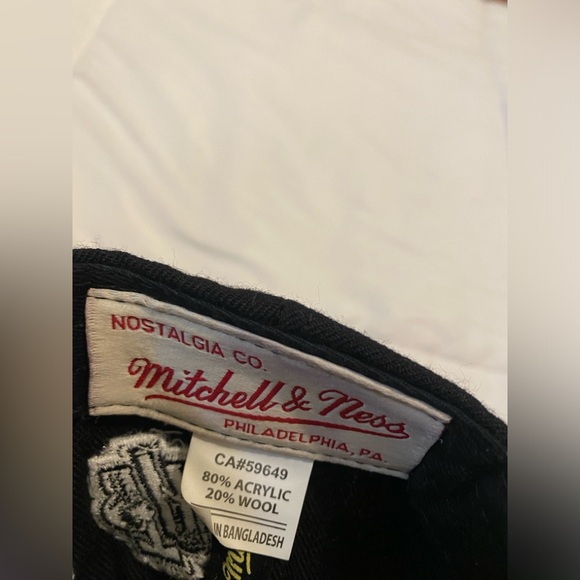 NOSTALGIA CO.
Mitchell & Ness
PHILADELPHIA, PA.
CA#59649
80% ACRYLIC
20% WOOL
IN BANGLADESH